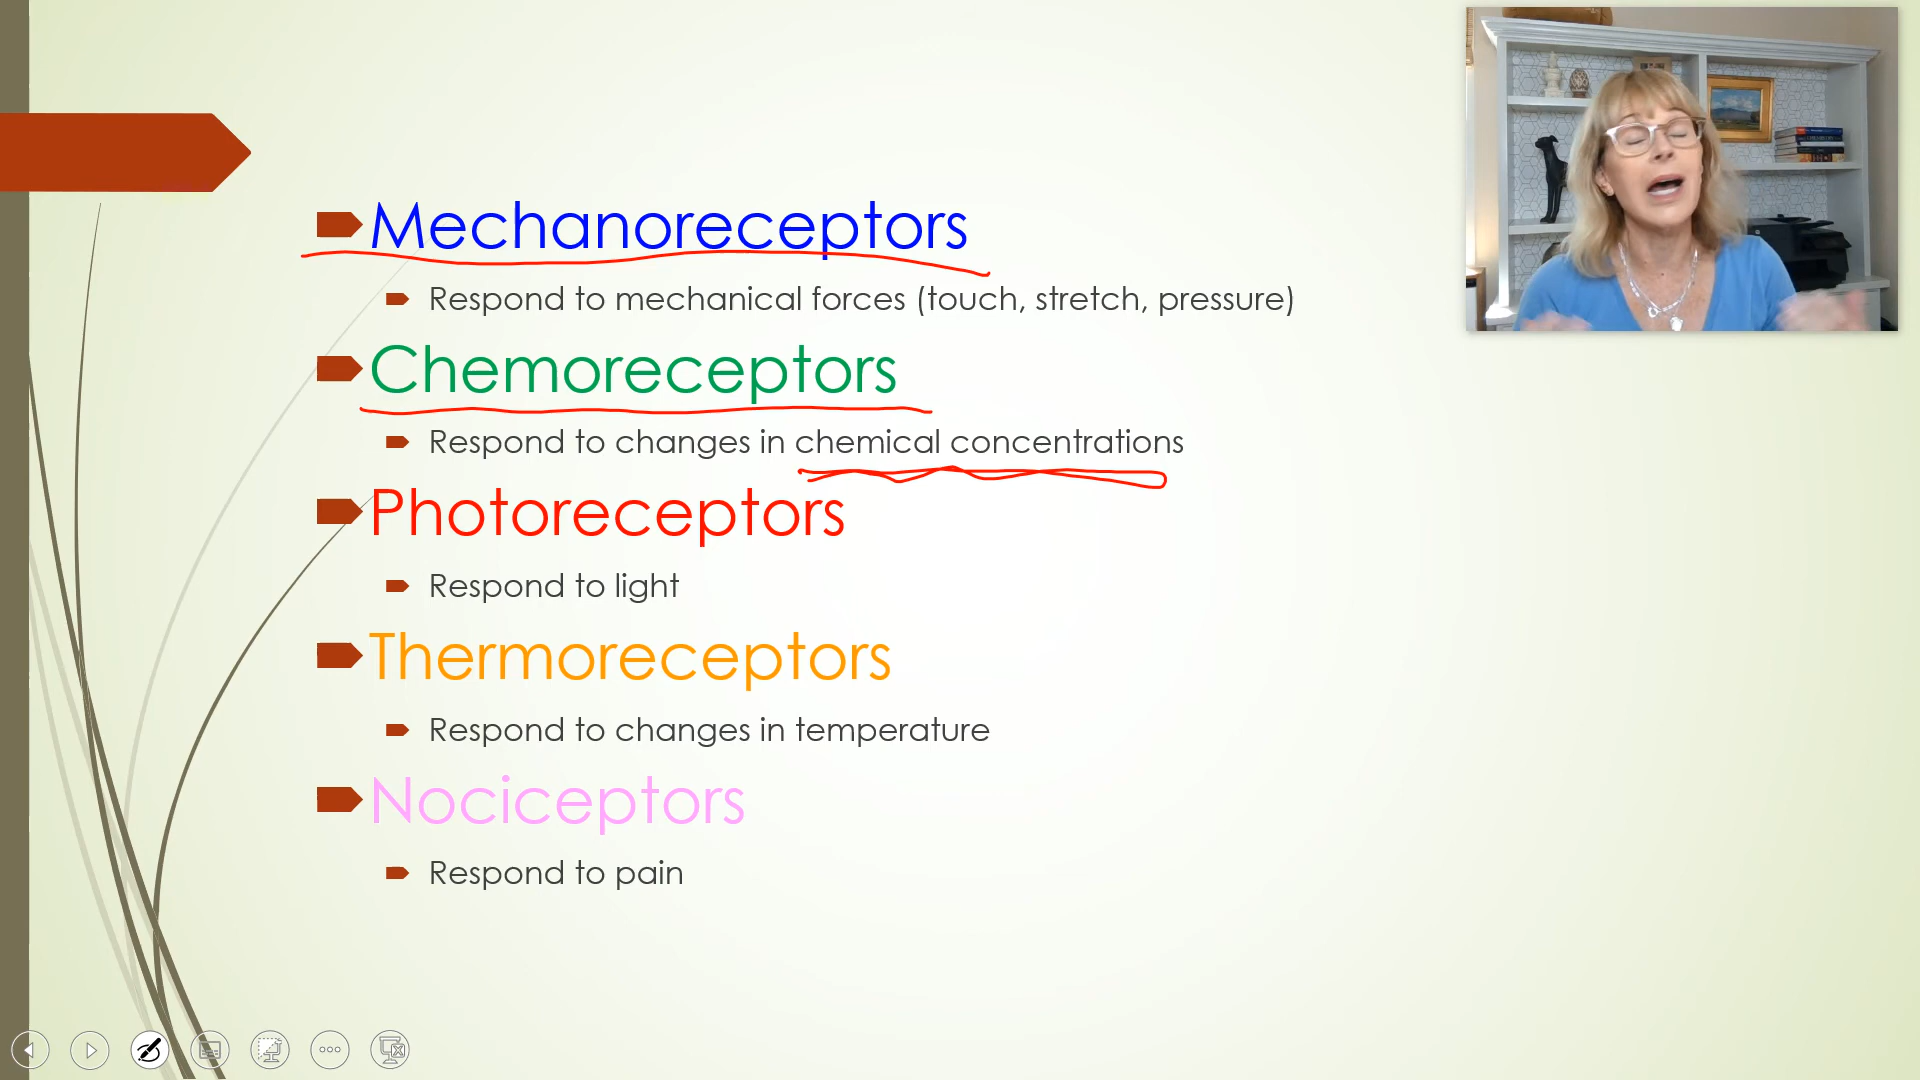 Mechanoreceptors
Respond to mechanical forces (touch, stretch, pressure)
Chemoreceptors
Respond to changes in chemical concentrations
Photoreceptors
Respond to light
Thermoreceptors
Respond to changes in temperature
Nociceptors
Respond to pain